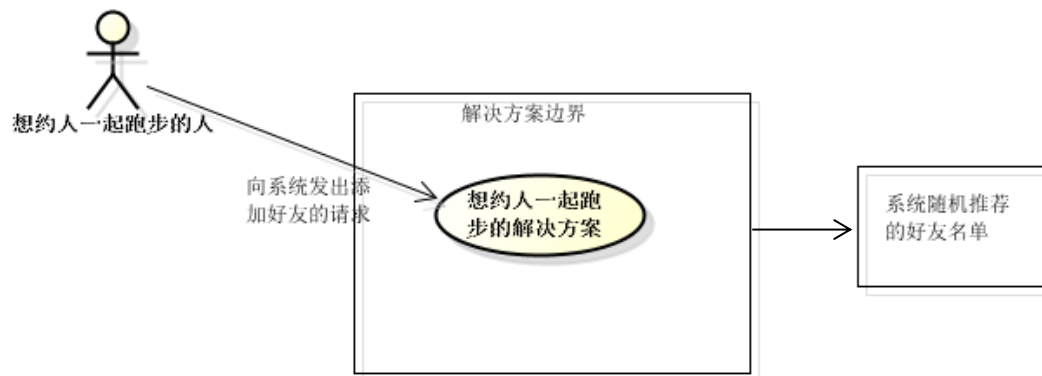 想约人一起跑步的人
解决方案边界
向系统发出添
加好友的请求
想约人一起跑
步的解决方案
系统随机推荐
的好友名单